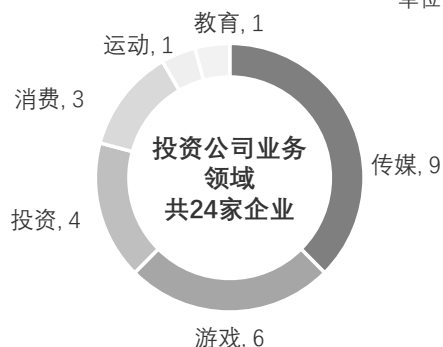 教育, 1
运动, 1
消费, 3
投资公司业务
领域
共24家企业
传媒, 9
投资, 4
游戏, 6